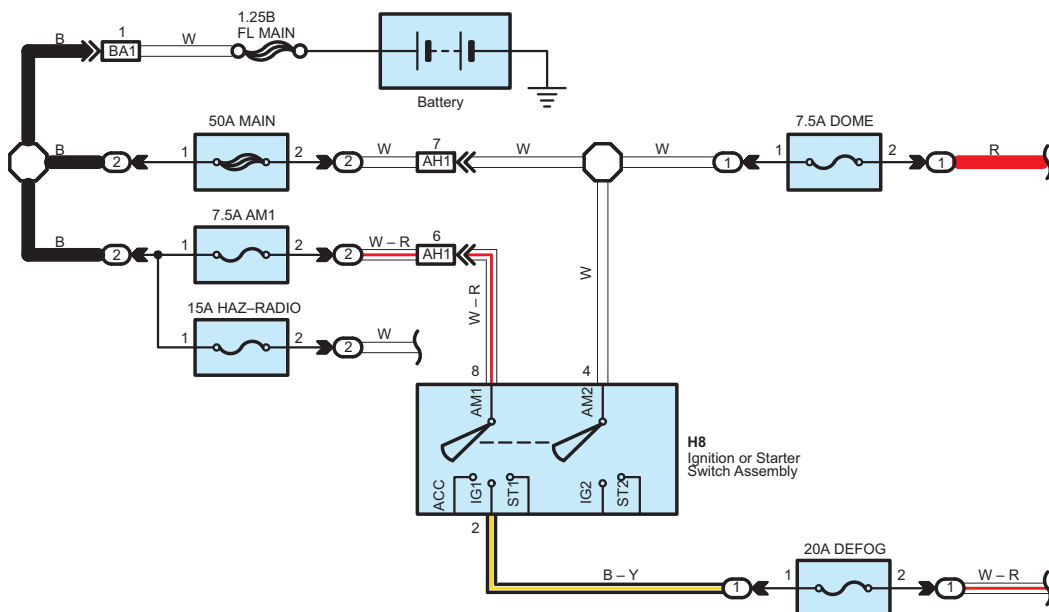 1.25B
FL MAIN
B
1
BA1
W
Battery
50A MAIN
7.5A DOME
B
2
1
2
2
W
7
AH1
W
W
1
1
2
1
R
7.5A AM1
B
2
1
2
2
W – R
6
AH1
W – R
W
15A HAZ–RADIO
1
2
2
W
8
4
AM1
AM2
H8
Ignition or Starter
Switch Assembly
ACC
IG1
ST1
IG2
ST2
2
B – Y
20A DEFOG
1
1
2
1
W – R